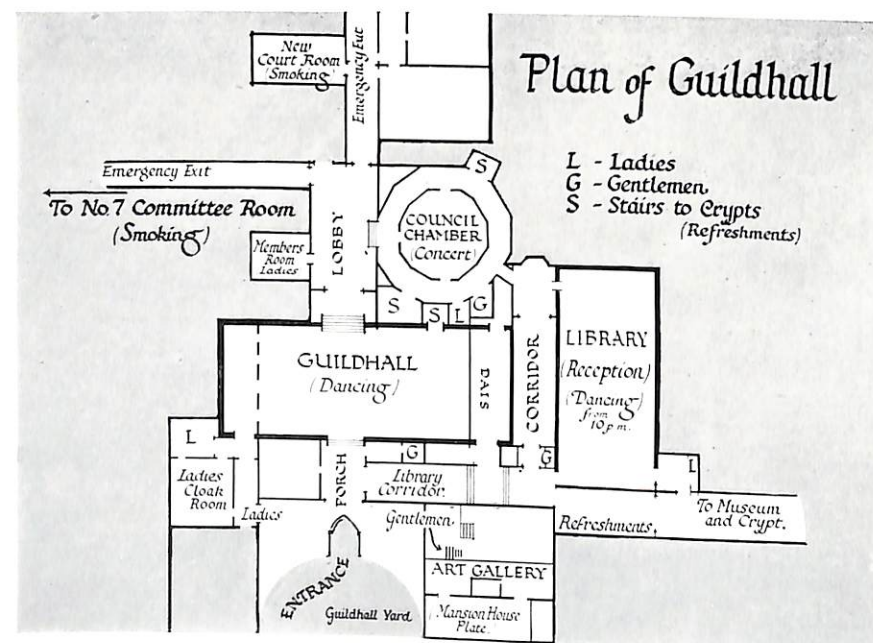 Plan of Guildhall
L - Ladies
G - Gentlemen
S - Stairs to Crypts
(Refreshments)
New
Court Room
(Smoking)
Emergency Exit
Emergency Exit
To No. 7 Committee Room
(Smoking)
Members
Room
Ladies
LOBBY
S
COUNCIL
CHAMBER
(Concert)
S
S
L
G
GUILDHALL
(Dancing)
DAIS
CORRIDOR
LIBRARY
(Reception)
(Dancing)
from
10 p.m.
L
Ladies
Cloak
Room
Ladies
PORCH
G
Library
Corridor.
G
L
To Museum
and Crypt.
Refreshments
Gentlemen
ART GALLERY
Mansion House
Plate.
ENTRANCE
Guildhall Yard